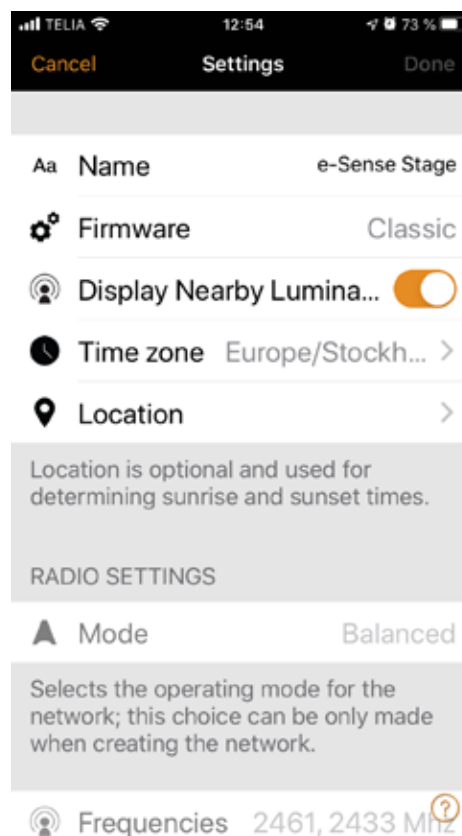 TELIA 12:54 73 %
Cancel Settings Done
Aa Name e-Sense Stage
Firmware Classic
Display Nearby Lumina...
Time zone Europe/Stockh...
Location
Location is optional and used for
determining sunrise and sunset times.
RADIO SETTINGS
Mode Balanced
Selects the operating mode for the
network; this choice can be only made
when creating the network.
?
Frequencies 2461, 2433 Mhz